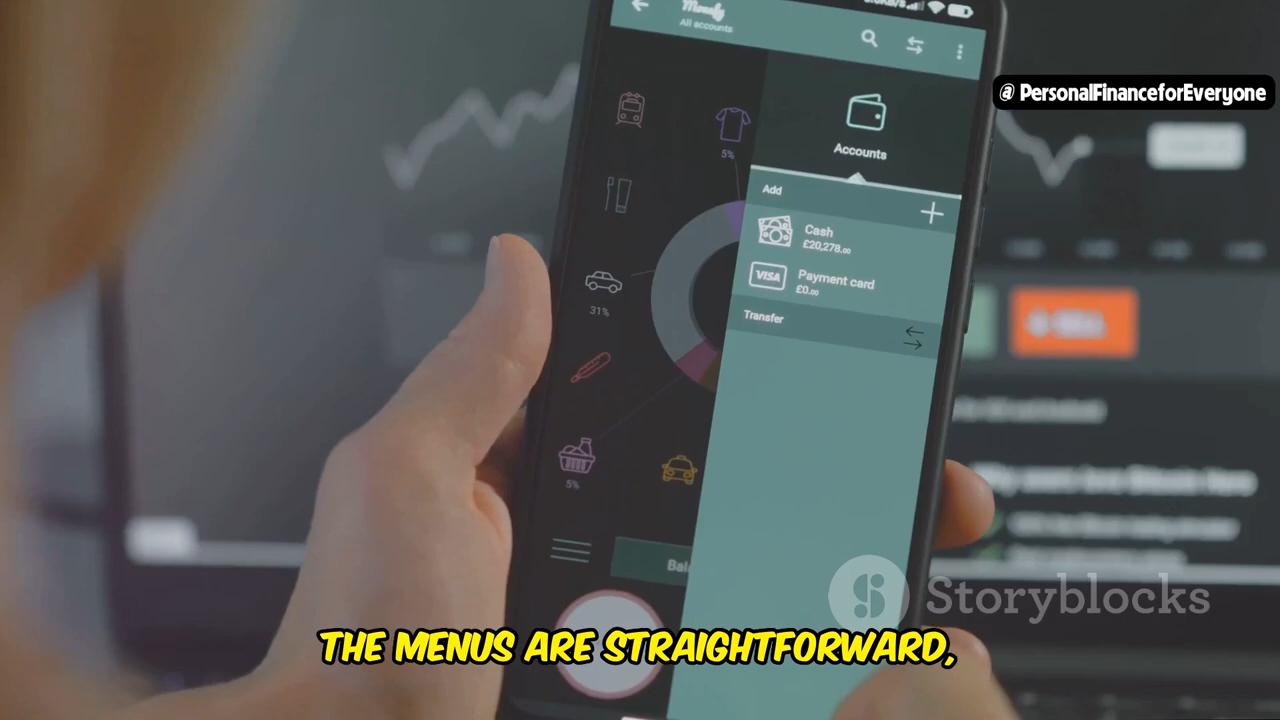 Monefy
All accounts
@ PersonalFinanceforEveryone
Accounts
5%
Add
Cash
£20,278.00
VISA
Payment card
£0.00
31%
Transfer
5%
Storyblocks
THE MENUS ARE STRAIGHTFORWARD,